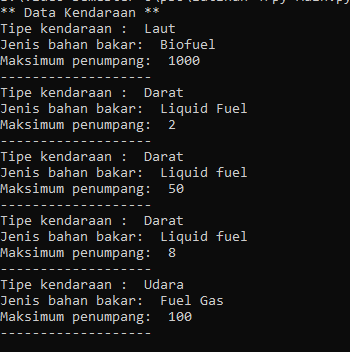 ** Data Kendaraan **
Tipe kendaraan :  Laut
Jenis bahan bakar:  Biofuel
Maksimum penumpang:  1000
-------------------
Tipe kendaraan :  Darat
Jenis bahan bakar:  Liquid Fuel
Maksimum penumpang:  2
-------------------
Tipe kendaraan :  Darat
Jenis bahan bakar:  Liquid fuel
Maksimum penumpang:  50
-------------------
Tipe kendaraan :  Darat
Jenis bahan bakar:  Liquid fuel
Maksimum penumpang:  8
-------------------
Tipe kendaraan :  Udara
Jenis bahan bakar:  Fuel Gas
Maksimum penumpang:  100
-------------------